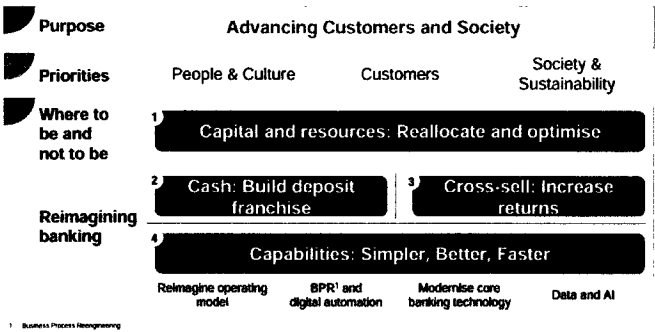 Purpose
Advancing Customers and Society
Priorities
People & Culture
Customers
Society &
Sustainability
Where to
be and
not to be
1
Capital and resources: Reallocate and optimise
Reimagining
banking
2
Cash: Build deposit
franchise
3
Cross-sell: Increase
returns
4
Capabilities: Simpler, Better, Faster
Reimagine operating
model
BPR¹ and
digital automation
Modernise core
banking technology
Data and AI
1 Business Process Reengineering